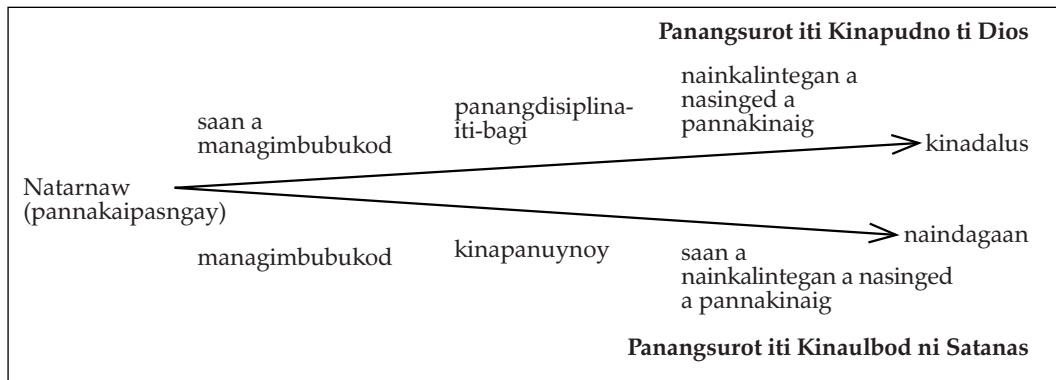 Panangsurot iti Kinapudno ti Dios
saan a
managimbubukod
panangdisiplina-
iti-bagi
nainkalintegan a
nasinged a
pannakinaig
kinadalus
Natarnaw
(pannakaipasngay)
managimbubukod
kinapanuynoy
saan a
nainkalintegan a nasinged
a pannakinaig
naindagaan
Panangsurot iti Kinaulbod ni Satanas